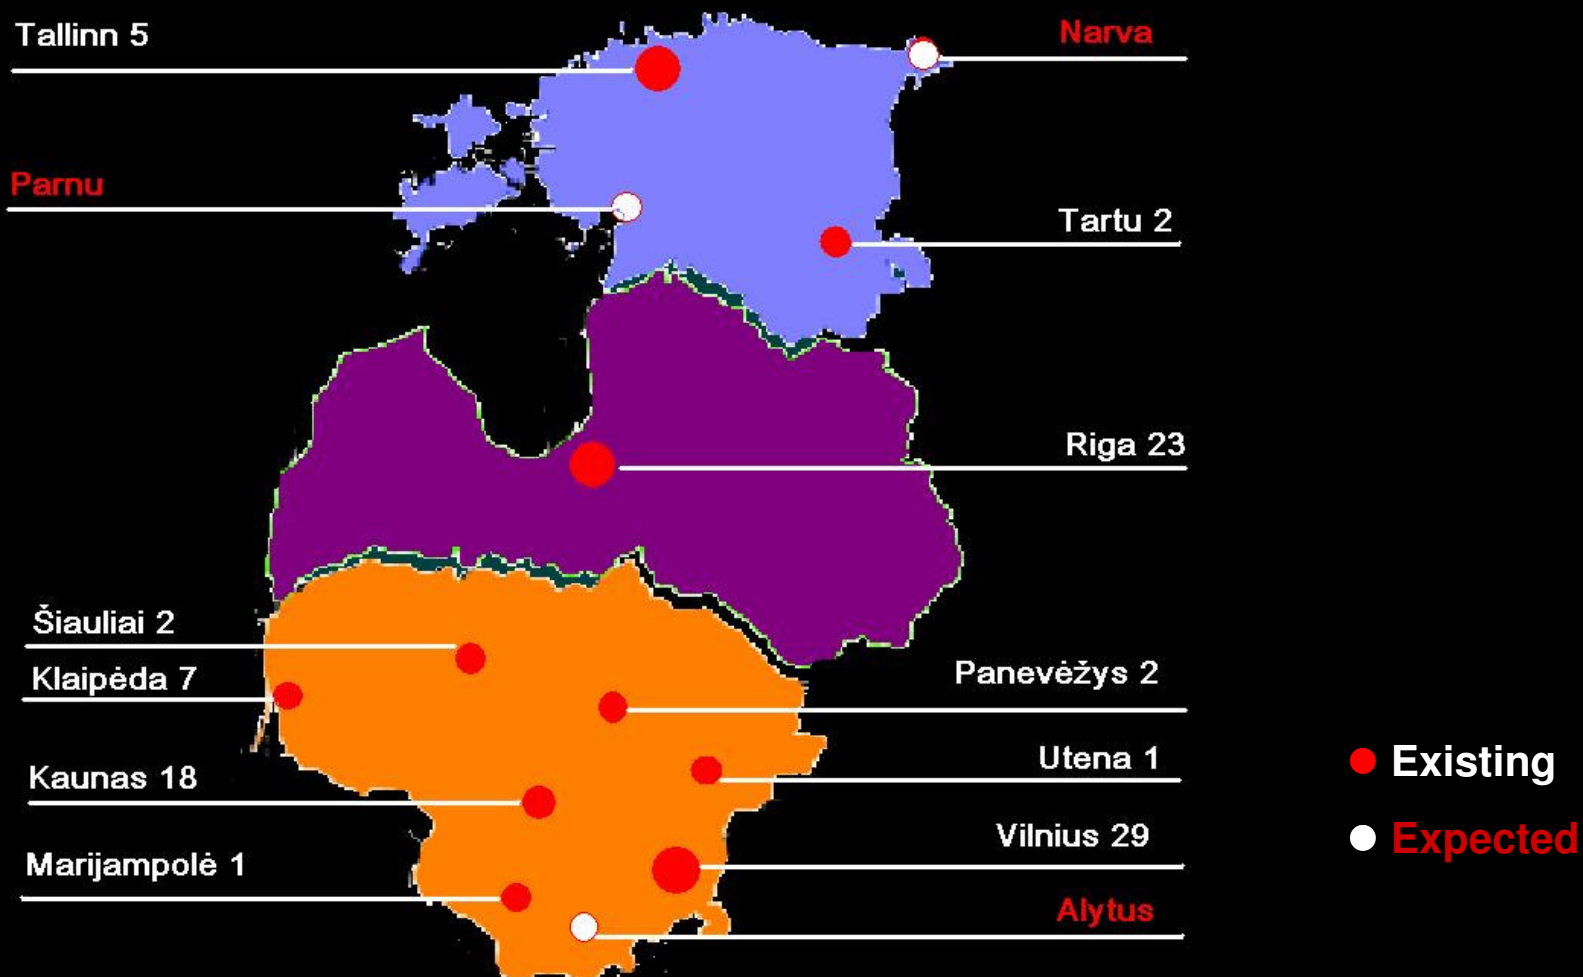 Tallinn 5
Narva
Parnu
Tartu 2
Riga 23
Šiauliai 2
Klaipėda 7
Panevėžys 2
Utena 1
Kaunas 18
Existing
Vilnius 29
Expected
Marijampolė 1
Alytus